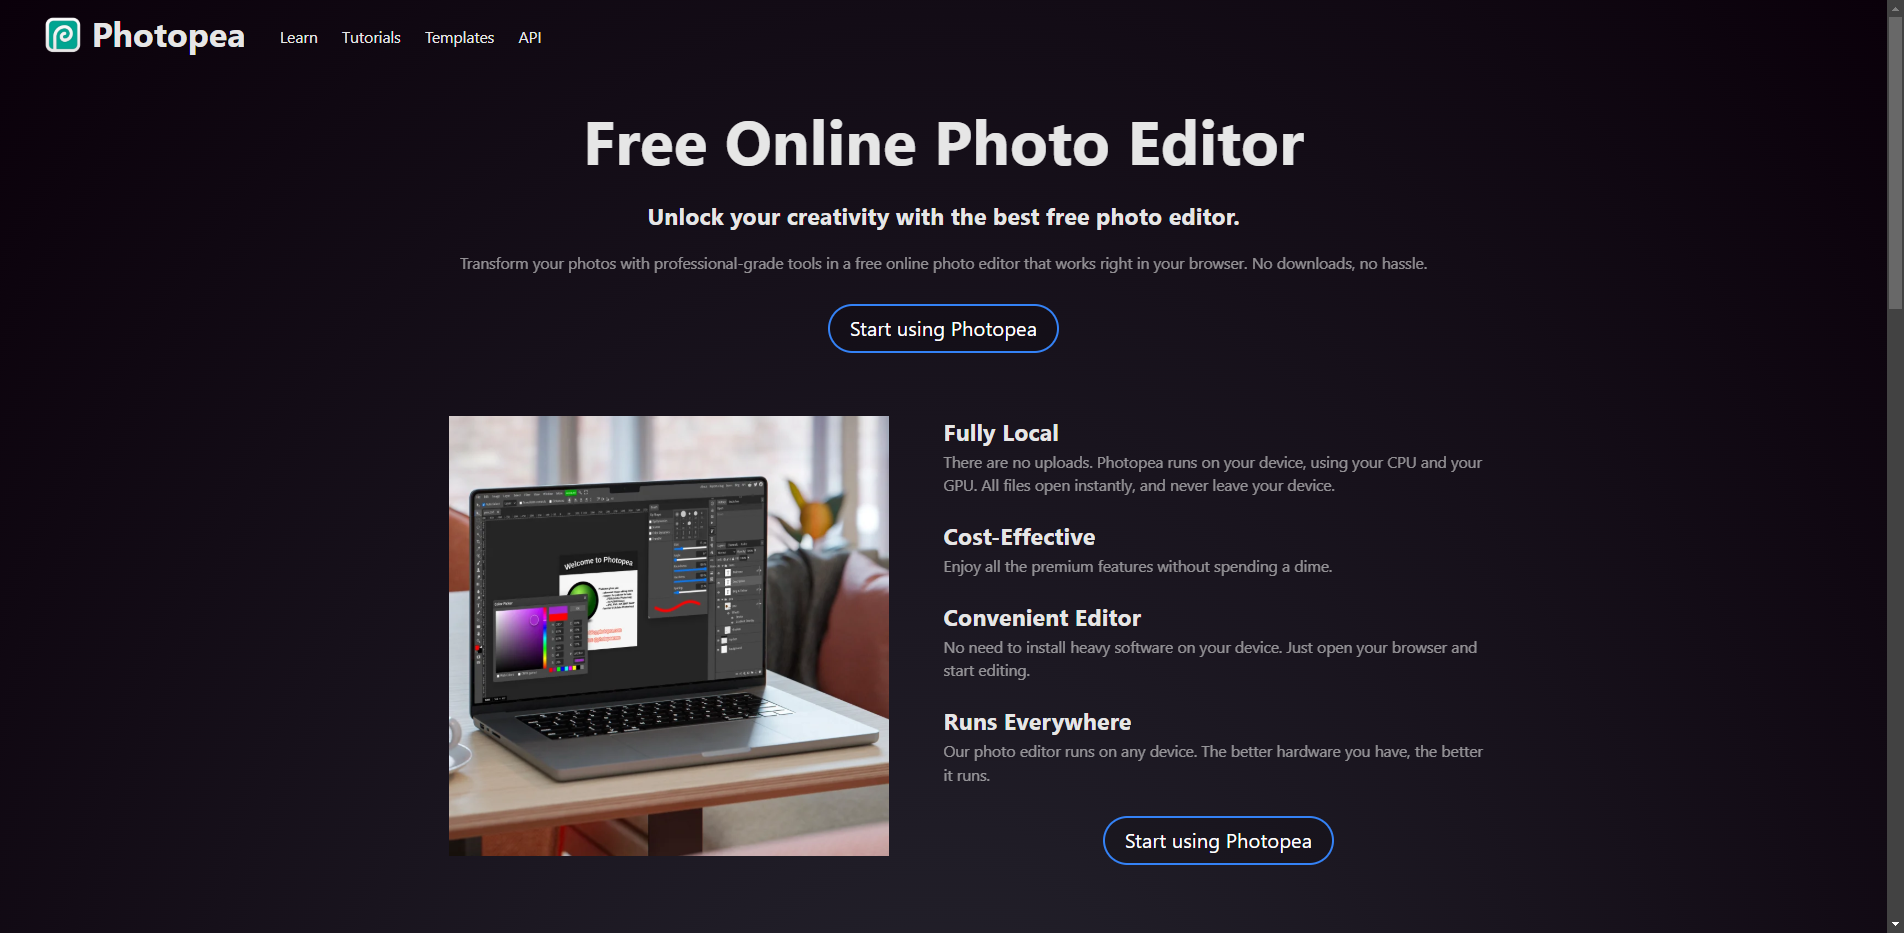 Photopea
Learn
Tutorials
Templates
API
Free Online Photo Editor
Unlock your creativity with the best free photo editor.
Transform your photos with professional-grade tools in a free online photo editor that works right in your browser. No downloads, no hassle.
Start using Photopea
Welcome to Photopea
Fully Local
There are no uploads. Photopea runs on your device, using your CPU and your
GPU. All files open instantly, and never leave your device.
Cost-Effective
Enjoy all the premium features without spending a dime.
Convenient Editor
No need to install heavy software on your device. Just open your browser and
start editing.
Runs Everywhere
Our photo editor runs on any device. The better hardware you have, the better
it runs.
Start using Photopea